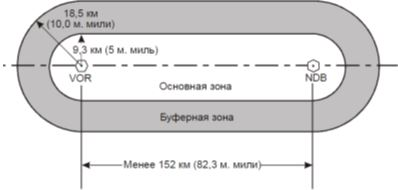 18,5 км
(10,0 м. мили)
9,3 км (5 м. миль)
VOR
NDB
Основная зона
Буферная зона
Менее 152 км (82,3 м. мили)